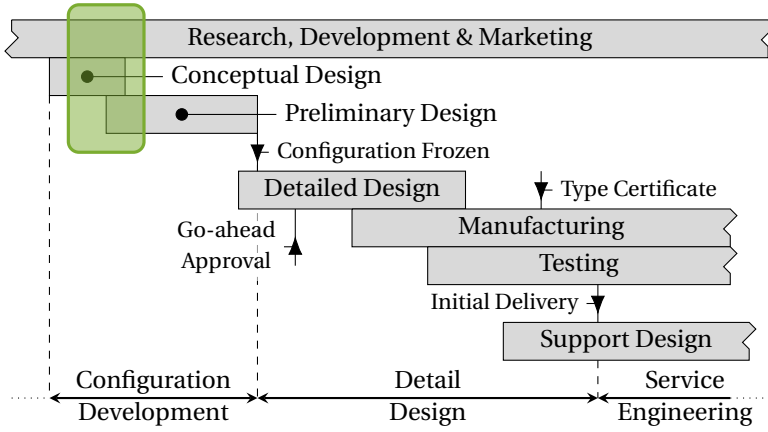 Research, Development & Marketing
Conceptual Design
Preliminary Design
Configuration Frozen
Detailed Design
Type Certificate
Go-ahead
Approval
Manufacturing
Testing
Initial Delivery
Support Design
Configuration
Development
Detail
Design
Service
Engineering